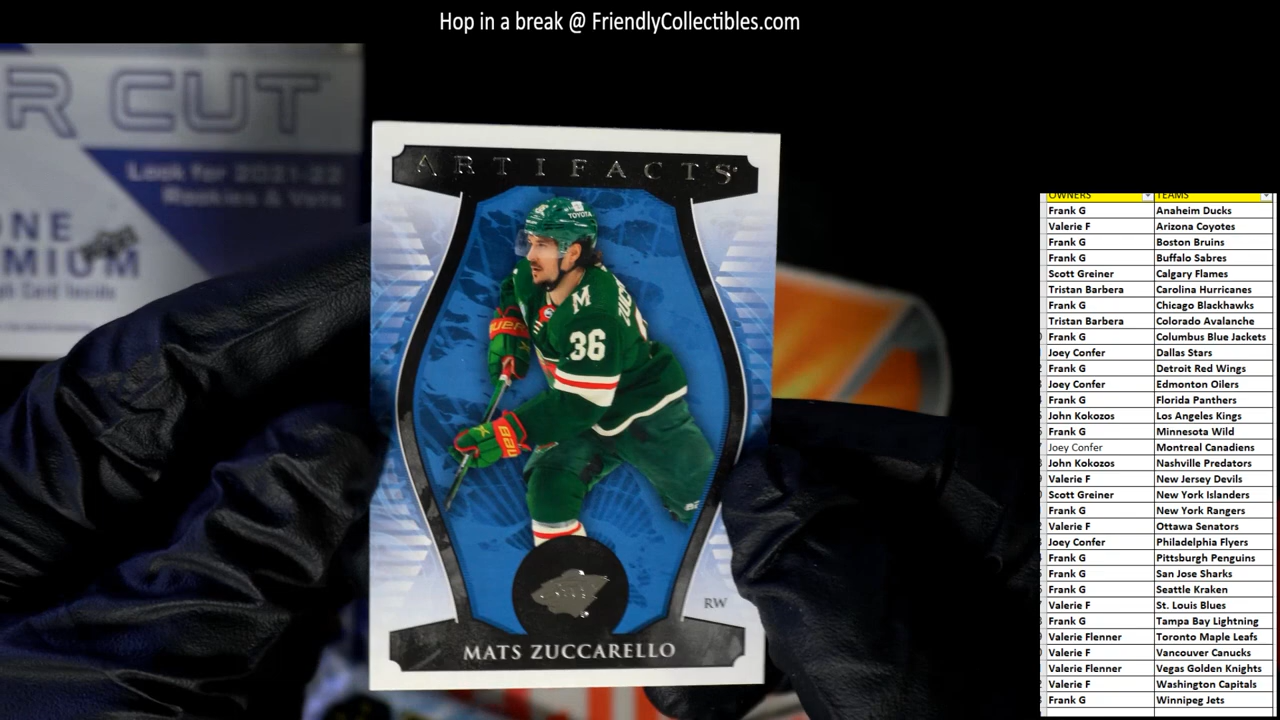 Hop in a break @ FriendlyCollectibles.com
R CUT
Look for 2021-22
Rookies & Vets
ONE
MIUM
Card Inside
ARTIFACTS
TOYOTA
M
36
RW
MATS ZUCCARELLO
OWNERS TEAMS
Frank G Anaheim Ducks
Valerie F Arizona Coyotes
Frank G Boston Bruins
Frank G Buffalo Sabres
Scott Greiner Calgary Flames
Tristan Barbera Carolina Hurricanes
Frank G Chicago Blackhawks
Tristan Barbera Colorado Avalanche
Frank G Columbus Blue Jackets
Joey Confer Dallas Stars
Frank G Detroit Red Wings
Joey Confer Edmonton Oilers
Frank G Florida Panthers
John Kokozos Los Angeles Kings
Frank G Minnesota Wild
Joey Confer Montreal Canadiens
John Kokozos Nashville Predators
Valerie F New Jersey Devils
Scott Greiner New York Islanders
Frank G New York Rangers
Valerie F Ottawa Senators
Joey Confer Philadelphia Flyers
Frank G Pittsburgh Penguins
Frank G San Jose Sharks
Frank G Seattle Kraken
Valerie F St. Louis Blues
Frank G Tampa Bay Lightning
Valerie Flenner Toronto Maple Leafs
Valerie F Vancouver Canucks
Valerie Flenner Vegas Golden Knights
Valerie F Washington Capitals
Frank G Winnipeg Jets